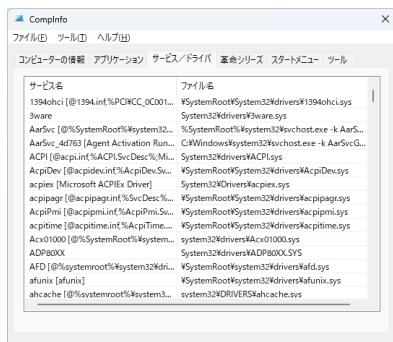 CompInfo
ファイル(F) ツール(T) ヘルプ(H)
コンピューターの情報 アプリケーション サービス／ドライバ 革命シリーズ スタートメニュー ツール
サービス名 ファイル名
1394ohci [@1394.inf,%PCI¥CC_0C001... ¥SystemRoot¥System32¥drivers¥1394ohci.sys
3ware System32¥drivers¥3ware.sys
AarSvc [@%SystemRoot%¥system32... %SystemRoot%¥system32¥svchost.exe -k AarS...
AarSvc_4d763 [Agent Activation Run... C:¥Windows¥system32¥svchost.exe -k AarSvcG...
ACPI [@acpi.inf,%ACPI.SvcDesc%;Mi... System32¥drivers¥ACPI.sys
AcpiDev [@acpidev.inf,%AcpiDev.Sv... ¥SystemRoot¥System32¥drivers¥AcpiDev.sys
acpiex [Microsoft ACPIEx Driver] System32¥Drivers¥acpiex.sys
acpipagr [@acpipagr.inf,%SvcDesc%... ¥SystemRoot¥System32¥drivers¥acpipagr.sys
AcpiPmi [@acpipmi.inf,%AcpiPmi.Sv... ¥SystemRoot¥System32¥drivers¥acpipmi.sys
acpitime [@acpitime.inf,%AcpiTime.... ¥SystemRoot¥System32¥drivers¥acpitime.sys
Acx01000 [@%SystemRoot%¥system... system32¥drivers¥Acx01000.sys
ADP80XX System32¥drivers¥ADP80XX.SYS
AFD [@%systemroot%¥system32¥dri... ¥SystemRoot¥system32¥drivers¥afd.sys
afunix [afunix] ¥SystemRoot¥system32¥drivers¥afunix.sys
ahcache [@%systemroot%¥system3... system32¥DRIVERS¥ahcache.sys